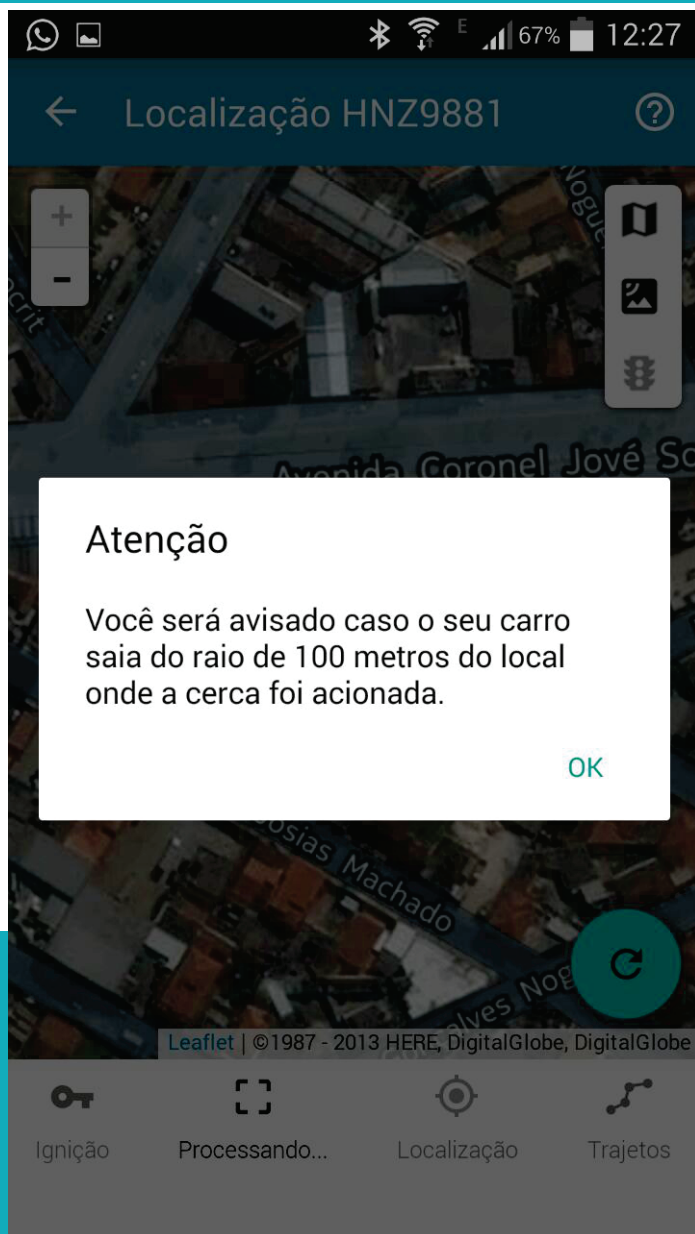 E 67% 12:27
Localização HNZ9881
+
-
Avenida Coronel Jové
Atenção
Você será avisado caso o seu carro
saia do raio de 100 metros do local
onde a cerca foi acionada.
OK
osias Machado
Leaflet | ©1987 - 2013 HERE, DigitalGlobe, DigitalGlobe
Ignição
Processando...
Localização
Trajetos